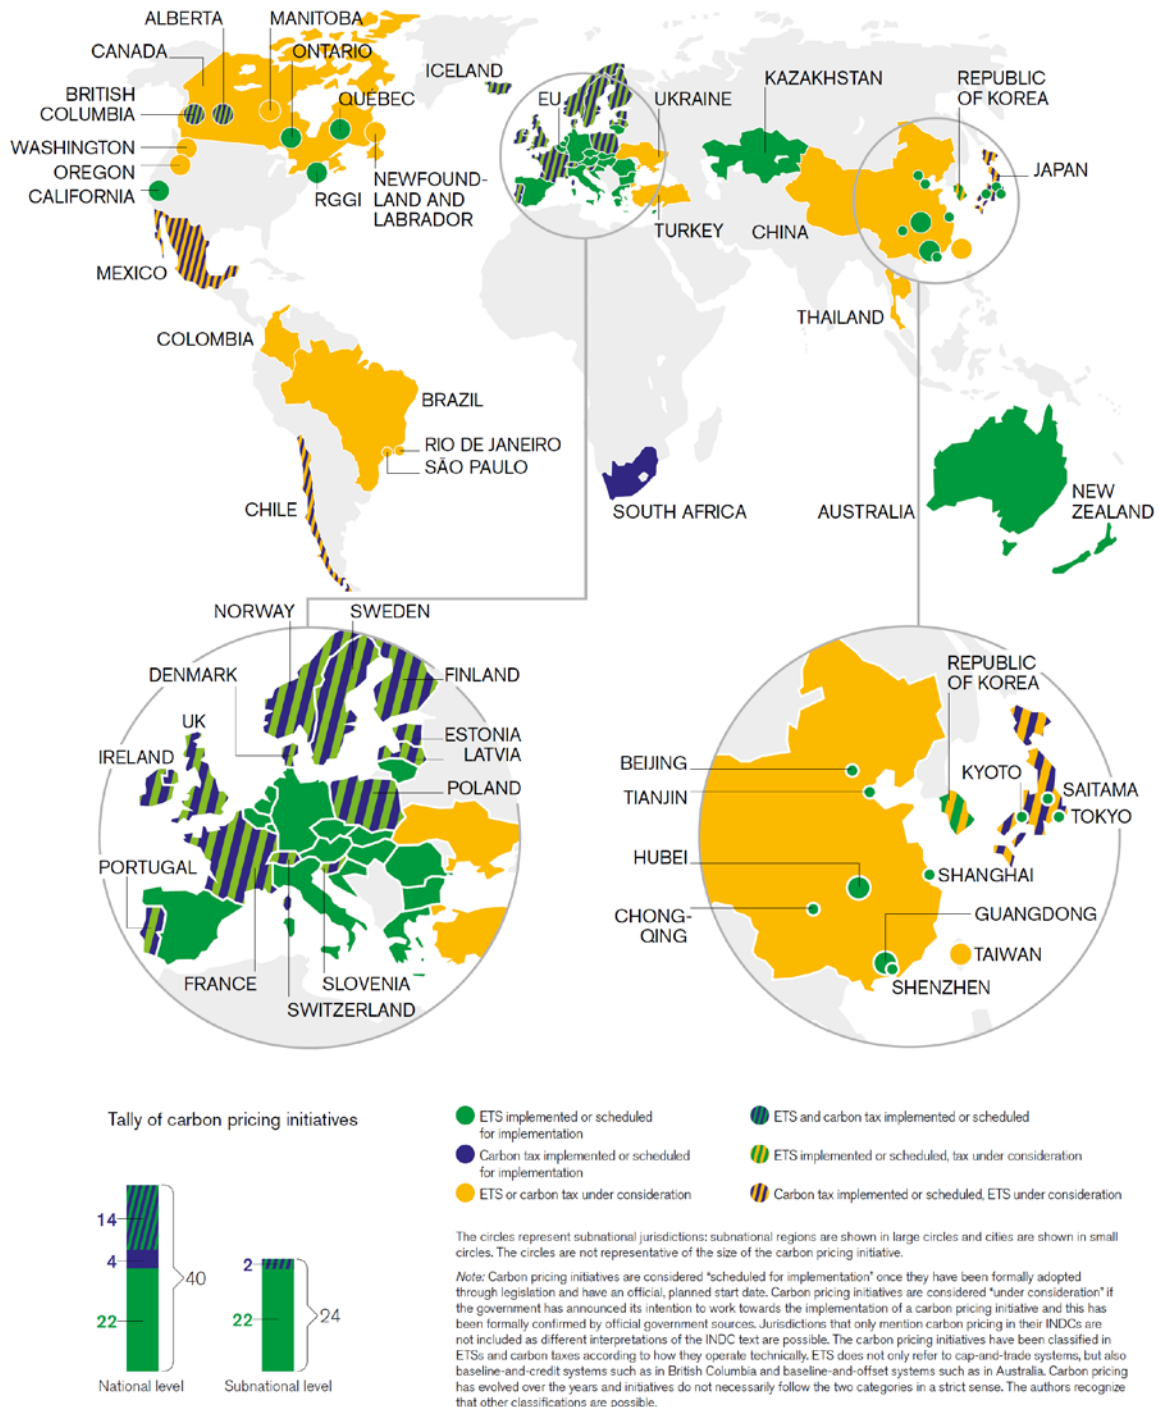 ALBERTA
MANITOBA
CANADA
ONTARIO
BRITISH
COLUMBIA
QUÉBEC
WASHINGTON
OREGON
CALIFORNIA
RGGI
NEWFOUND-
LAND AND
LABRADOR
MEXICO
ICELAND
EU
UKRAINE
TURKEY
KAZAKHSTAN
REPUBLIC
OF KOREA
JAPAN
CHINA
THAILAND
COLOMBIA
BRAZIL
RIO DE JANEIRO
SÃO PAULO
CHILE
SOUTH AFRICA
AUSTRALIA
NEW
ZEALAND
NORWAY
SWEDEN
DENMARK
FINLAND
UK
ESTONIA
LATVIA
IRELAND
POLAND
PORTUGAL
FRANCE
SLOVENIA
SWITZERLAND
REPUBLIC
OF KOREA
BEIJING
TIANJIN
KYOTO
SAITAMA
TOKYO
HUBEI
SHANGHAI
CHONG-
QING
GUANGDONG
TAIWAN
SHENZHEN
Tally of carbon pricing initiatives
14
4
22
40
National level
2
22
24
Subnational level
ETS implemented or scheduled
for implementation
Carbon tax implemented or scheduled
for implementation
ETS or carbon tax under consideration
ETS and carbon tax implemented or scheduled
ETS implemented or scheduled, tax under consideration
Carbon tax implemented or scheduled, ETS under consideration
The circles represent subnational jurisdictions: subnational regions are shown in large circles and cities are shown in small
circles. The circles are not representative of the size of the carbon pricing initiative.
Note: Carbon pricing initiatives are considered "scheduled for implementation" once they have been formally adopted
through legislation and have an official, planned start date. Carbon pricing initiatives are considered "under consideration" if
the government has announced its intention to work towards the implementation of a carbon pricing initiative and this has
been formally confirmed by official government sources. Jurisdictions that only mention carbon pricing in their INDCs are
not included as different interpretations of the INDC text are possible. The carbon pricing initiatives have been classified in
ETSs and carbon taxes according to how they operate technically. ETS does not only refer to cap-and-trade systems, but also
baseline-and-credit systems such as in British Columbia and baseline-and-offset systems such as in Australia. Carbon pricing
has evolved over the years and initiatives do not necessarily follow the two categories in a strict sense. The authors recognize
that other classifications are possible.